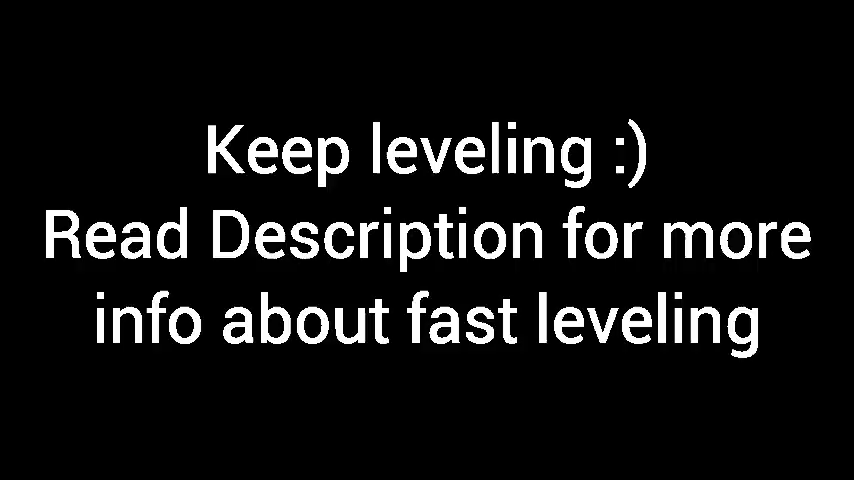 Keep leveling :)
Read Description for more
info about fast leveling